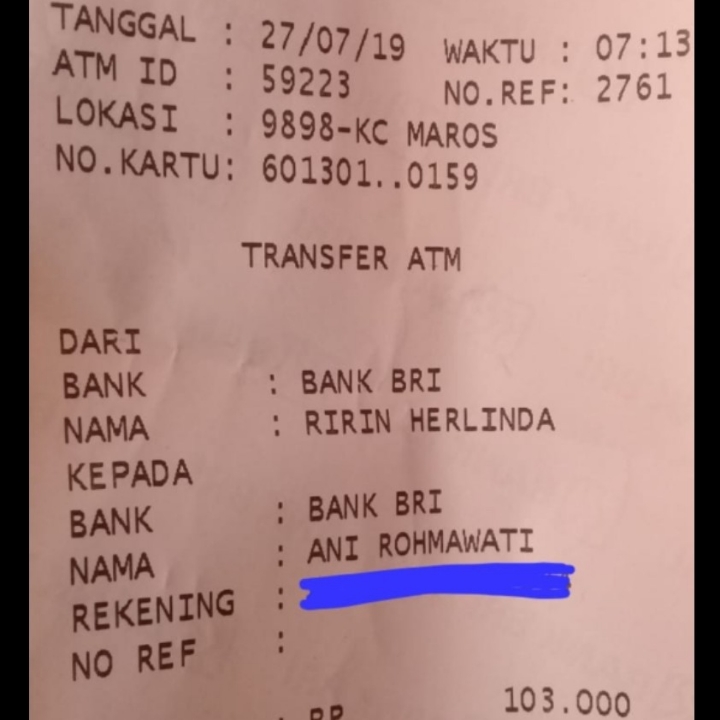 TANGGAL : 27/07/19 WAKTU : 07:13
ATM ID : 59223 NO.REF: 2761
LOKASI : 9898-KC MAROS
NO.KARTU: 601301..0159
TRANSFER ATM
DARI
BANK : BANK BRI
NAMA : RIRIN HERLINDA
KEPADA
BANK : BANK BRI
NAMA : ANI ROHMAWATI
REKENING :
NO REF :
: RP 103.000